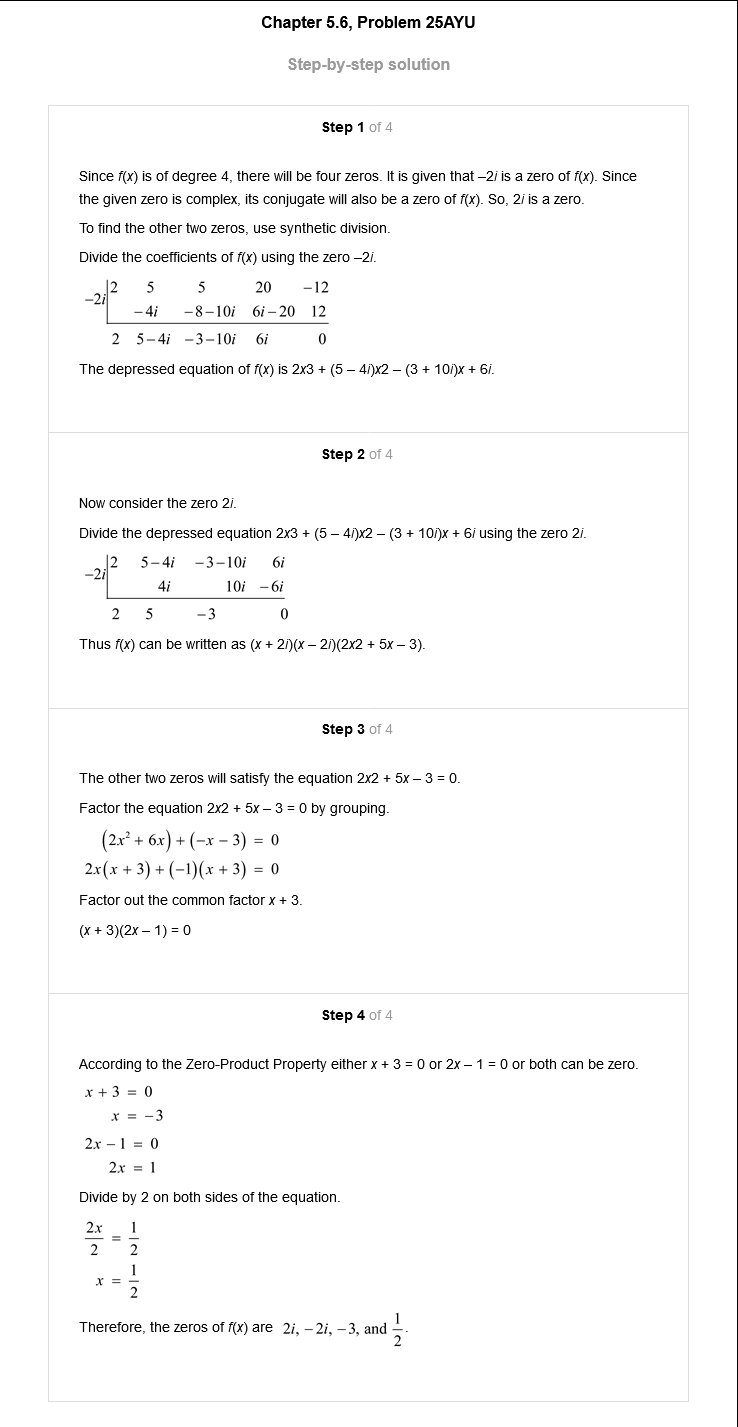 Chapter 5.6, Problem 25AYU
Step-by-step solution
Step 1 of 4
Since f(x) is of degree 4, there will be four zeros. It is given that –2i is a zero of f(x). Since
the given zero is complex, its conjugate will also be a zero of f(x). So, 2i is a zero.
To find the other two zeros, use synthetic division.
Divide the coefficients of f(x) using the zero –2i.
−2i| 2 5 5 20 −12
−4i −8−10i 6i−20 12
2 5−4i −3−10i 6i 0
The depressed equation of f(x) is 2x3 + (5 – 4i)x2 – (3 + 10i)x + 6i.
Step 2 of 4
Now consider the zero 2i.
Divide the depressed equation 2x3 + (5 – 4i)x2 – (3 + 10i)x + 6i using the zero 2i.
−2i| 2 5−4i −3−10i 6i
4i 10i −6i
2 5 −3 0
Thus f(x) can be written as (x + 2i)(x – 2i)(2x2 + 5x – 3).
Step 3 of 4
The other two zeros will satisfy the equation 2x2 + 5x – 3 = 0.
Factor the equation 2x2 + 5x – 3 = 0 by grouping.
(2x² + 6x) + (−x − 3) = 0
2x(x + 3) + (−1)(x + 3) = 0
Factor out the common factor x + 3.
(x + 3)(2x – 1) = 0
Step 4 of 4
According to the Zero-Product Property either x + 3 = 0 or 2x – 1 = 0 or both can be zero.
x + 3 = 0
x = −3
2x − 1 = 0
2x = 1
Divide by 2 on both sides of the equation.
2x/2 = 1/2
x = 1/2
Therefore, the zeros of f(x) are 2i, −2i, −3, and 1/2.